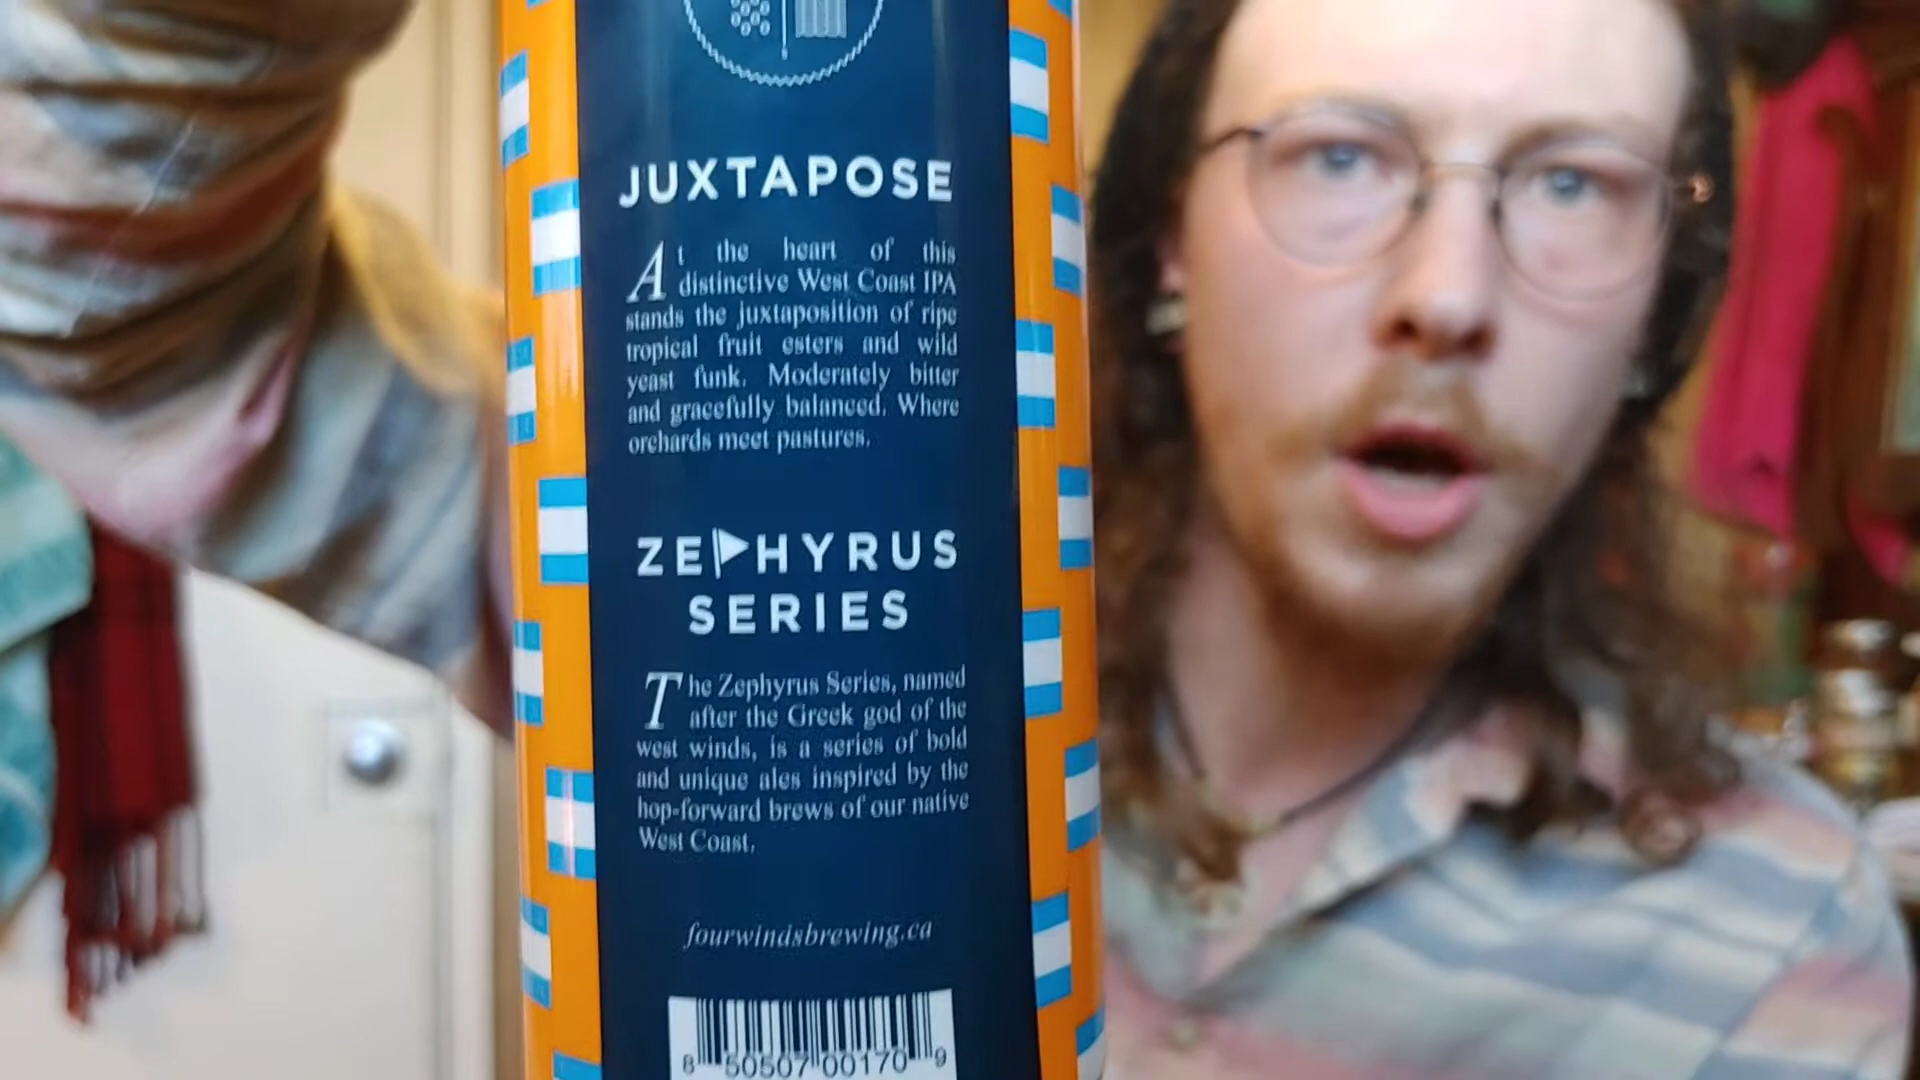 JUXTAPOSE
At the heart of this
distinctive West Coast IPA
stands the juxtaposition of ripe
tropical fruit esters and wild
yeast funk. Moderately bitter
and gracefully balanced. Where
orchards meet pastures.
ZEPHYRUS
SERIES
The Zephyrus Series, named
after the Greek god of the
west winds, is a series of bold
and unique ales inspired by the
hop-forward brews of our native
West Coast.
fourwindsbrewing.ca
8 50507 00170 9